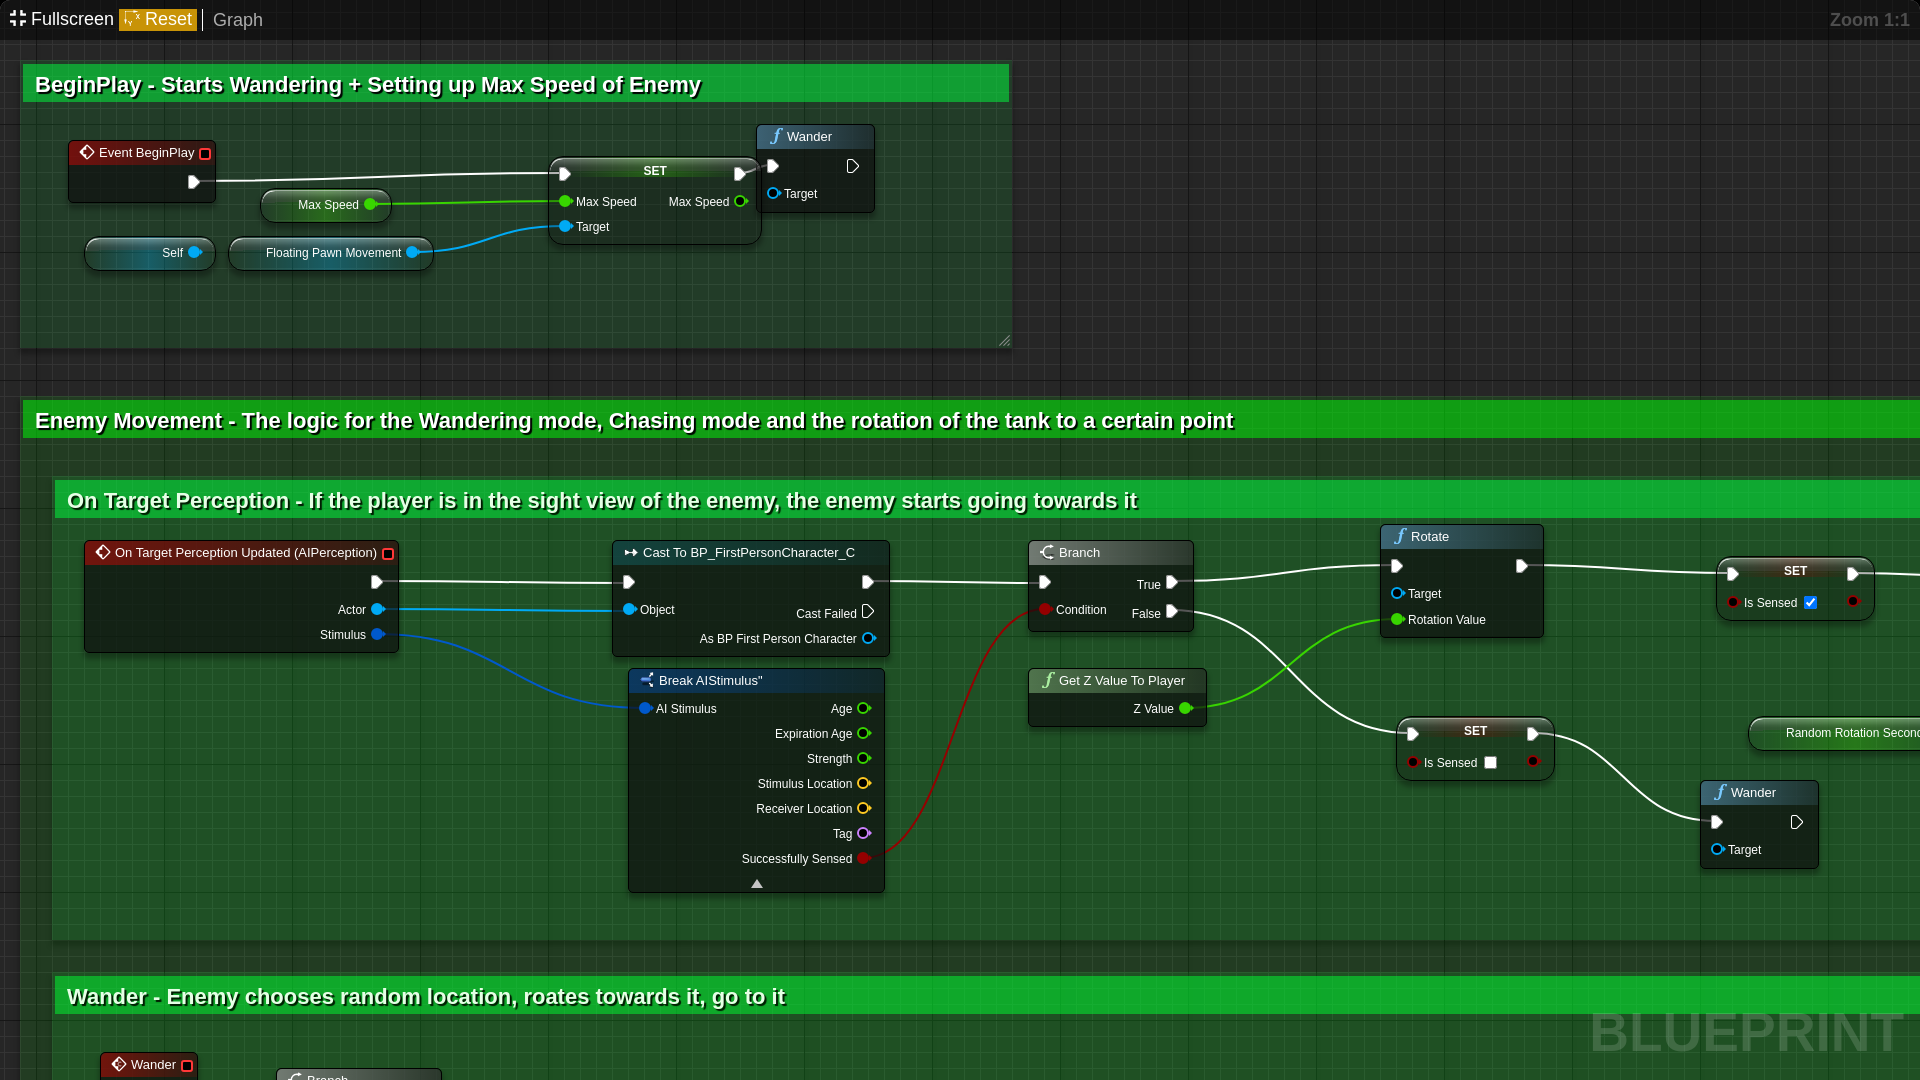 Fullscreen Reset Graph Zoom 1:1
BeginPlay - Starts Wandering + Setting up Max Speed of Enemy
Event BeginPlay
Max Speed
Self
Floating Pawn Movement
SET
Max Speed Max Speed
Target
Wander
Target
Enemy Movement - The logic for the Wandering mode, Chasing mode and the rotation of the tank to a certain point
On Target Perception - If the player is in the sight view of the enemy, the enemy starts going towards it
On Target Perception Updated (AIPerception)
Actor
Stimulus
Cast To BP_FirstPersonCharacter_C
Object
Cast Failed
As BP First Person Character
Break AIStimulus"
AI Stimulus Age
Expiration Age
Strength
Stimulus Location
Receiver Location
Tag
Successfully Sensed
Branch
True
Condition False
Get Z Value To Player
Z Value
Rotate
Target
Rotation Value
SET
Is Sensed
SET
Is Sensed
Random Rotation Second
Wander
Target
Wander - Enemy chooses random location, roates towards it, go to it
Wander
Branch
BLUEPRINT